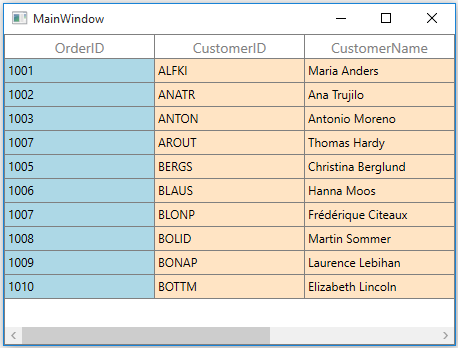 MainWindow
OrderID CustomerID CustomerName
1001 ALFKI Maria Anders
1002 ANATR Ana Trujilo
1003 ANTON Antonio Moreno
1007 AROUT Thomas Hardy
1005 BERGS Christina Berglund
1006 BLAUS Hanna Moos
1007 BLONP Frédérique Citeaux
1008 BOLID Martin Sommer
1009 BONAP Laurence Lebihan
1010 BOTTM Elizabeth Lincoln